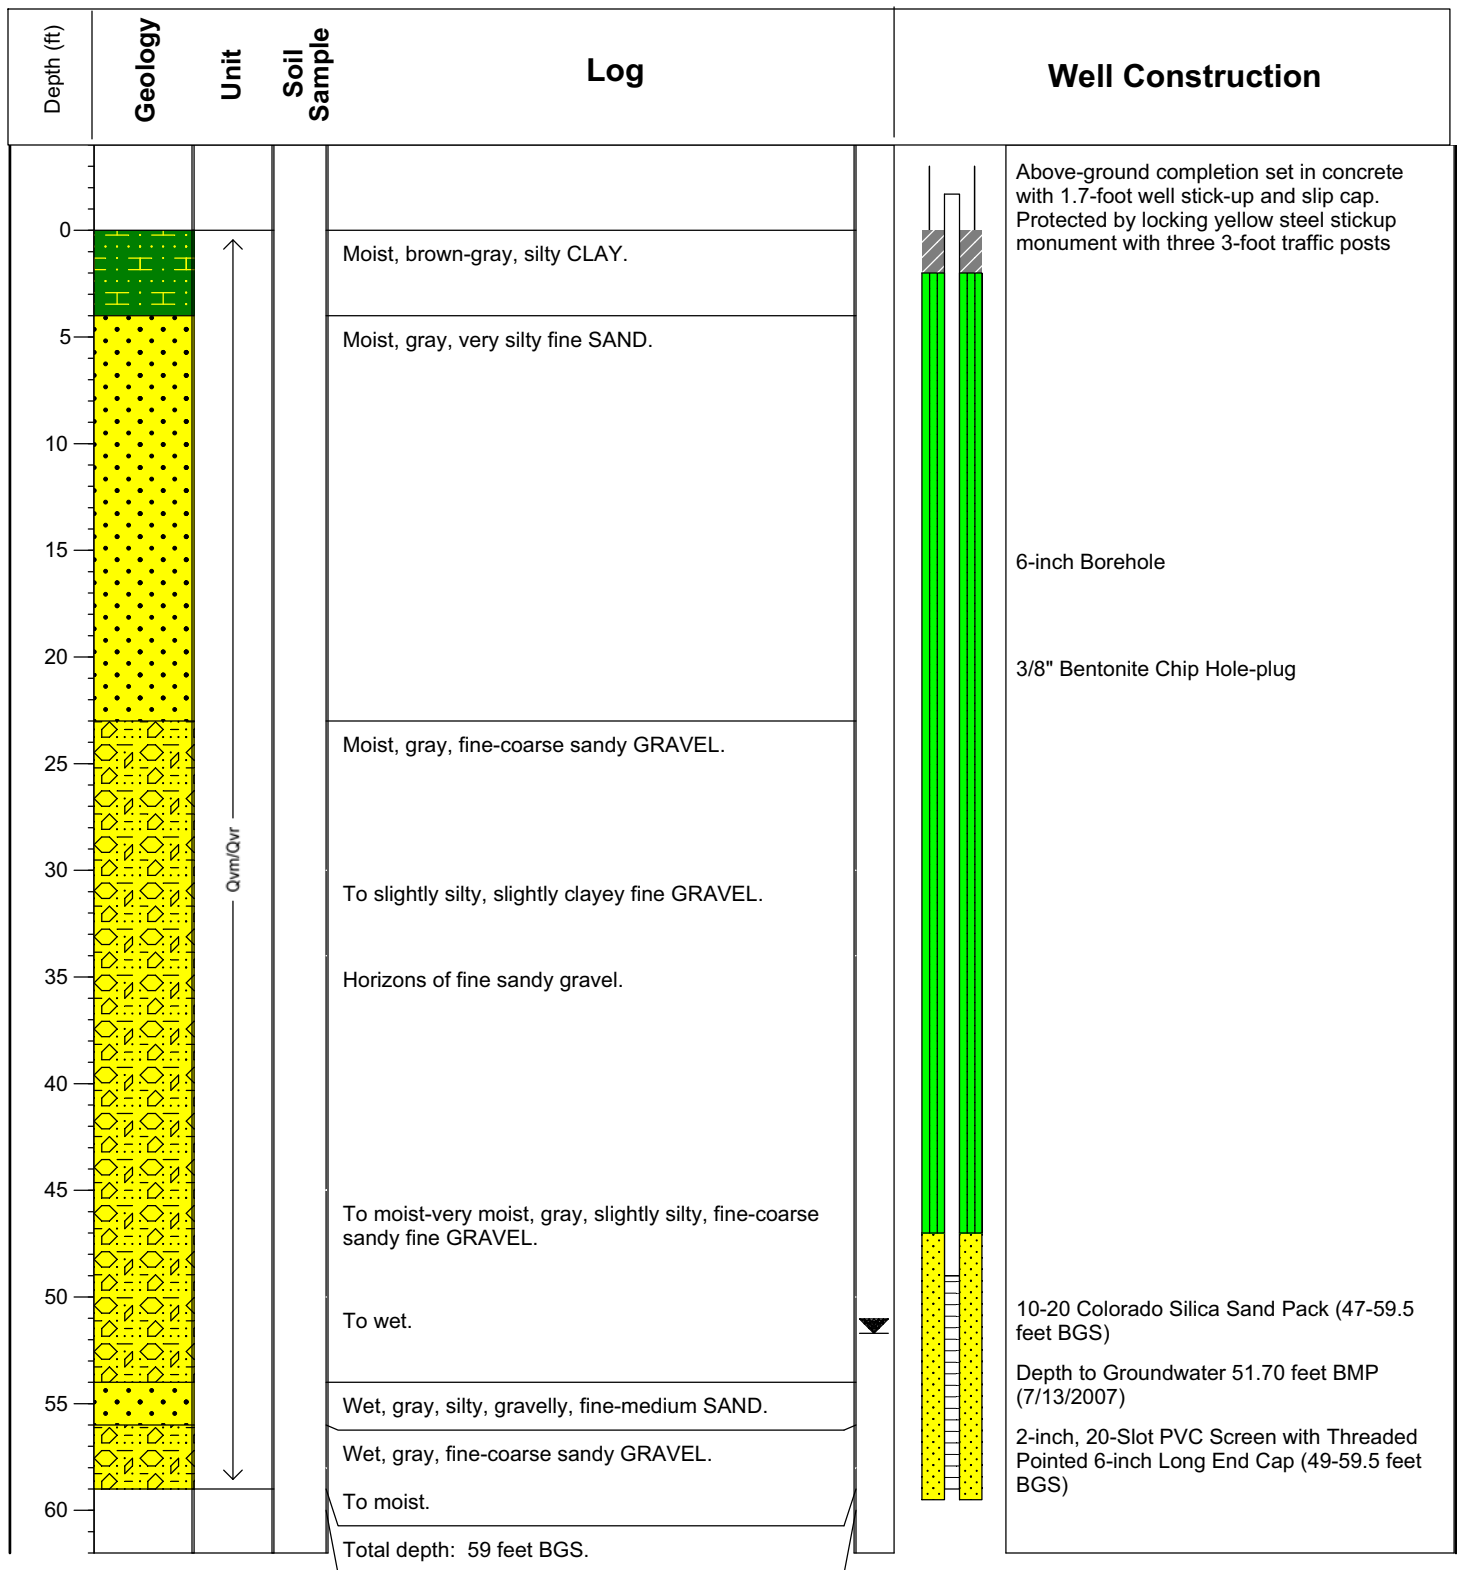 Depth (ft)
Geology
Unit
Soil
Sample
Log
Well Construction
Above-ground completion set in concrete
with 1.7-foot well stick-up and slip cap.
Protected by locking yellow steel stickup
monument with three 3-foot traffic posts
0
Moist, brown-gray, silty CLAY.
5
Moist, gray, very silty fine SAND.
10
15
6-inch Borehole
20
3/8" Bentonite Chip Hole-plug
Moist, gray, fine-coarse sandy GRAVEL.
25
Qvm/Qvr
30
To slightly silty, slightly clayey fine GRAVEL.
35
Horizons of fine sandy gravel.
40
45
To moist-very moist, gray, slightly silty, fine-coarse
sandy fine GRAVEL.
50
To wet.
10-20 Colorado Silica Sand Pack (47-59.5
feet BGS)
Depth to Groundwater 51.70 feet BMP
(7/13/2007)
55
Wet, gray, silty, gravelly, fine-medium SAND.
2-inch, 20-Slot PVC Screen with Threaded
Pointed 6-inch Long End Cap (49-59.5 feet
BGS)
Wet, gray, fine-coarse sandy GRAVEL.
To moist.
60
Total depth:  59 feet BGS.